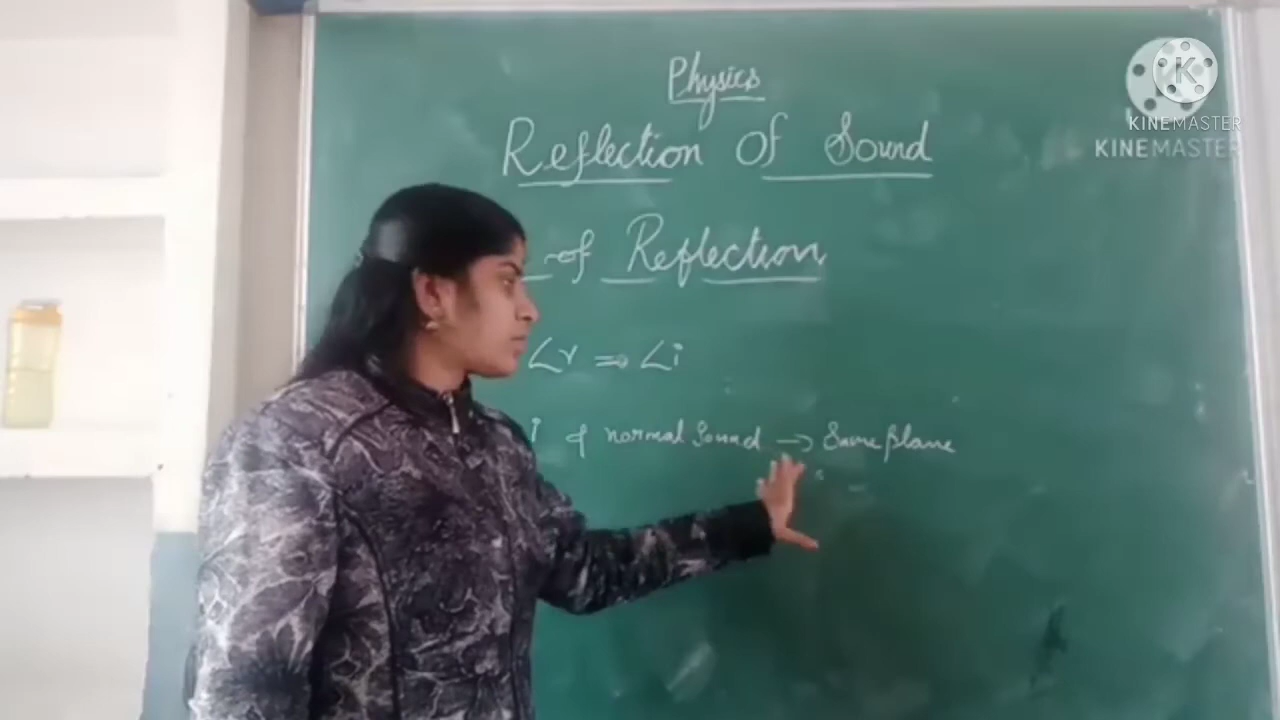 Physics
Reflection Of Sound
of Reflection
∠r ⇒ ∠i
i & normal sound → Same plane
K
KINEMASTER
KINEMASTER